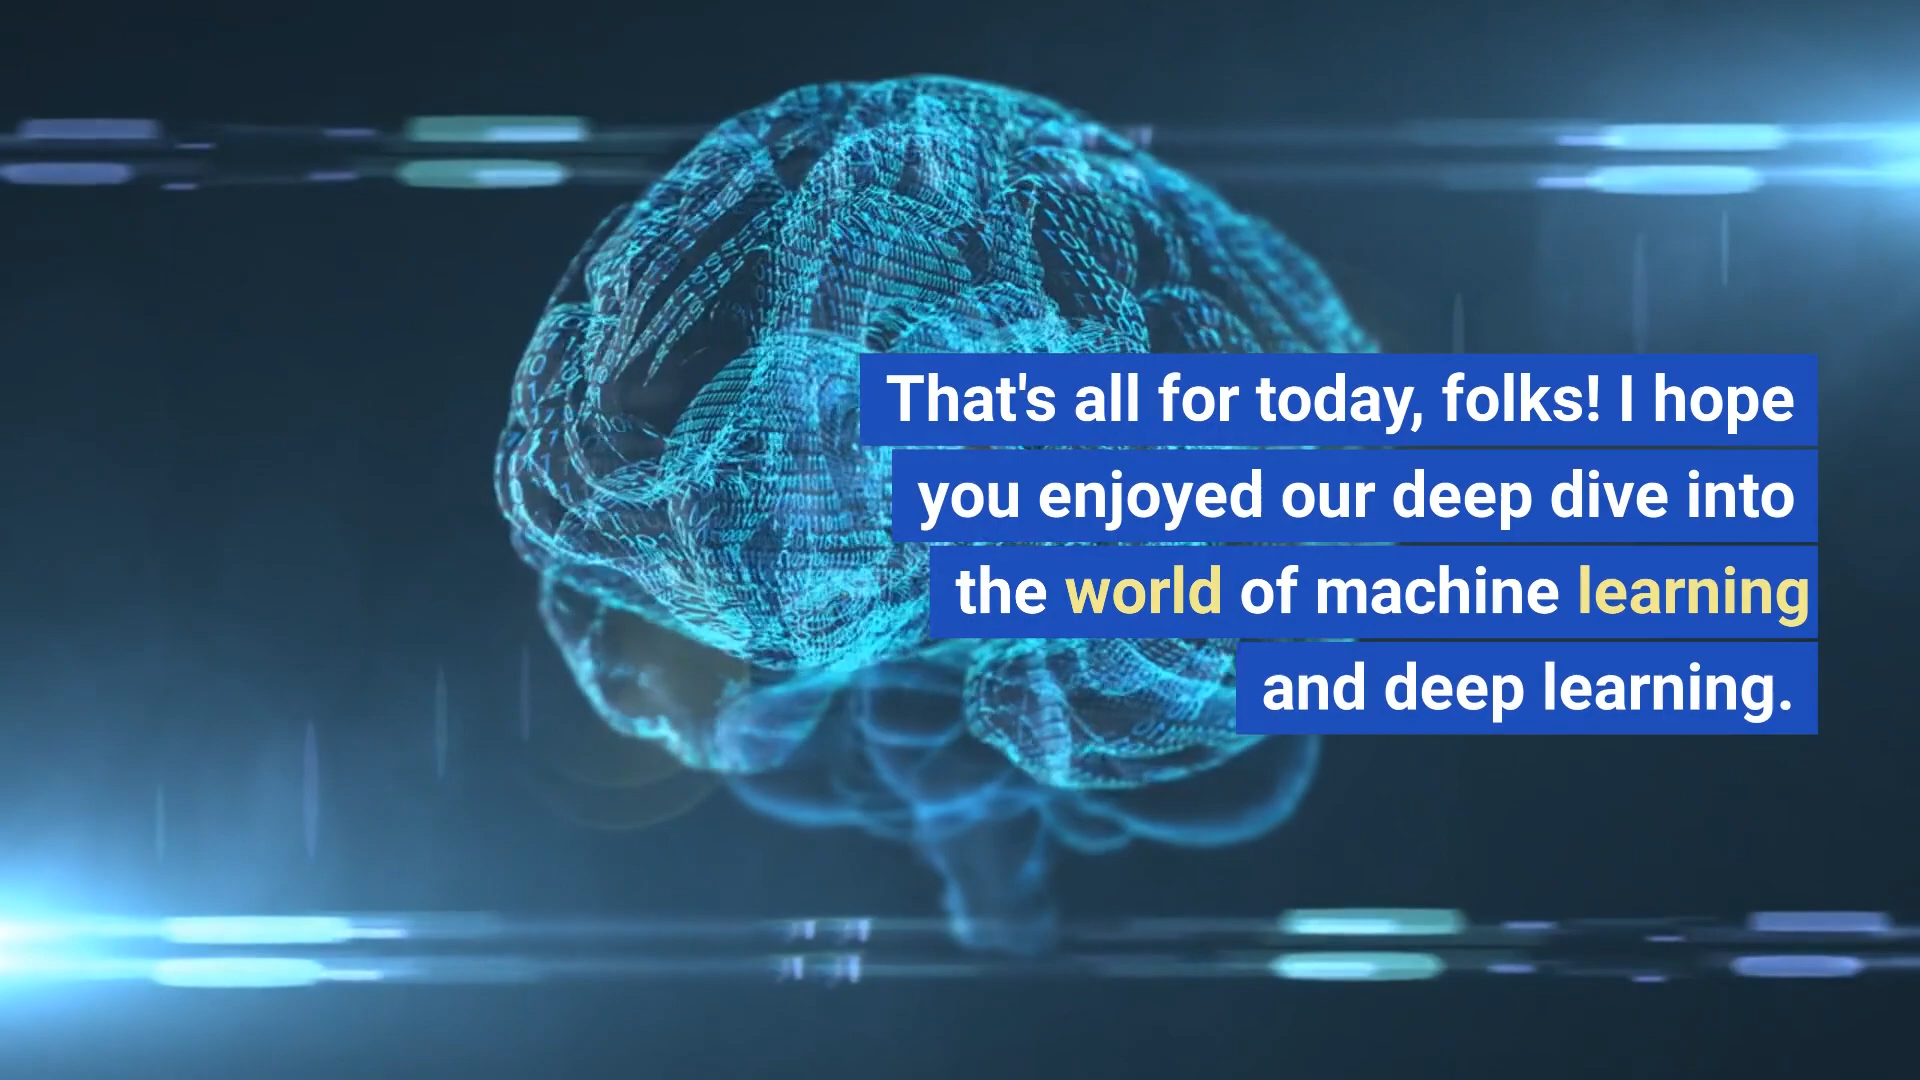 That's all for today, folks! I hope
you enjoyed our deep dive into
the world of machine learning
and deep learning.